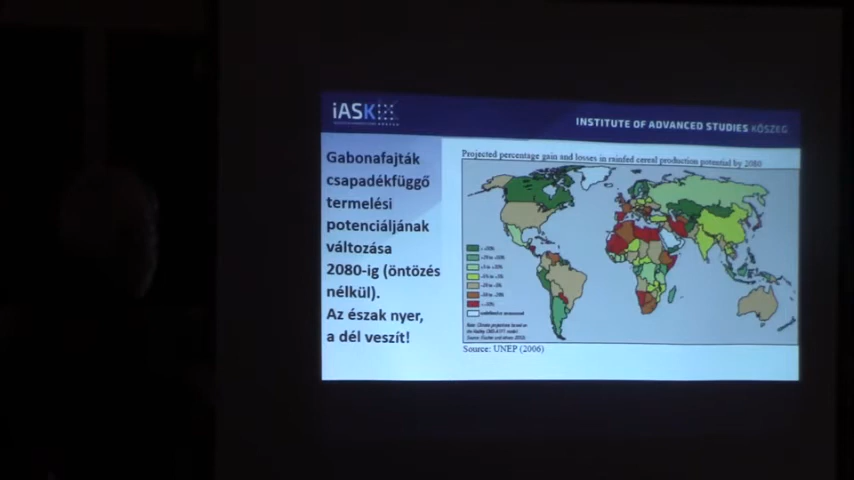 iASK
INSTITUTE OF ADVANCED STUDIES KŐSZEG
Gabonafajták
csapadékfüggő
termelési
potenciáljának
változása
2080-ig (öntözés
nélkül).
Az észak nyer,
a dél veszít!
Projected percentage gain and losses in rainfed cereal production potential by 2080
Source: UNEP (2006)